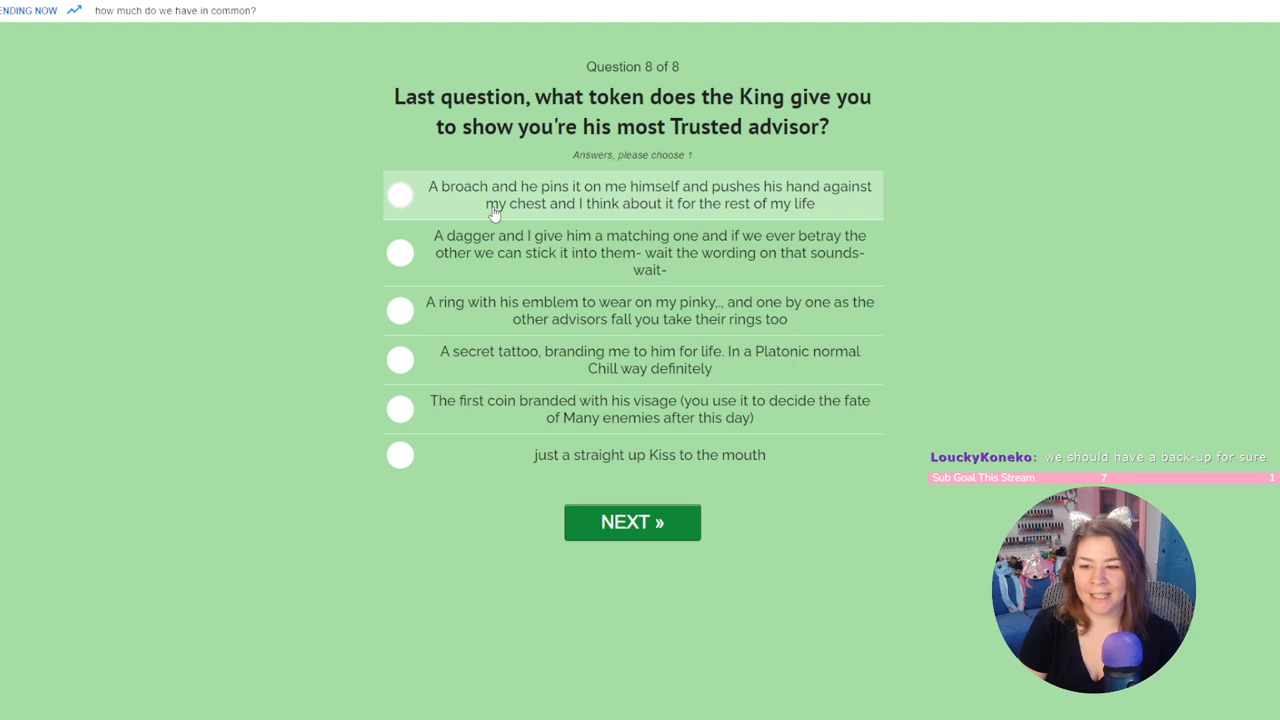 ENDING NOW how much do we have in common?
Question 8 of 8
Last question, what token does the King give you
to show you're his most Trusted advisor?
Answers, please choose 1
A broach and he pins it on me himself and pushes his hand against
my chest and I think about it for the rest of my life
A dagger and I give him a matching one and if we ever betray the
other we can stick it into them- wait the wording on that sounds-
wait-
A ring with his emblem to wear on my pinky,., and one by one as the
other advisors fall you take their rings too
A secret tattoo, branding me to him for life. In a Platonic normal
Chill way definitely
The first coin branded with his visage (you use it to decide the fate
of Many enemies after this day)
just a straight up Kiss to the mouth
NEXT »
LouckyKoneko: we should have a back-up for sure
Sub Goal This Stream 7 1